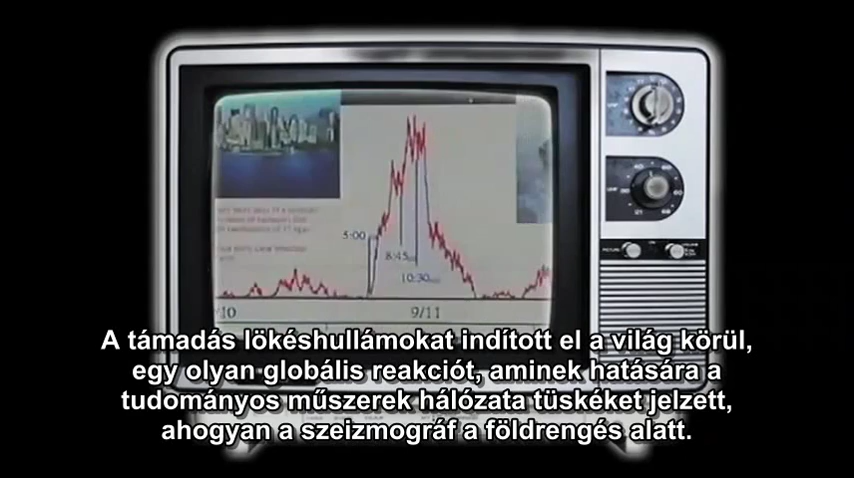 5:00
8:45
10:30
10
9/11
A támadás lökéshullámokat indított el a világ körül,
egy olyan globális reakciót, aminek hatására a
tudományos műszerek hálózata tüskéket jelzett,
ahogyan a szeizmográf a földrengés alatt.